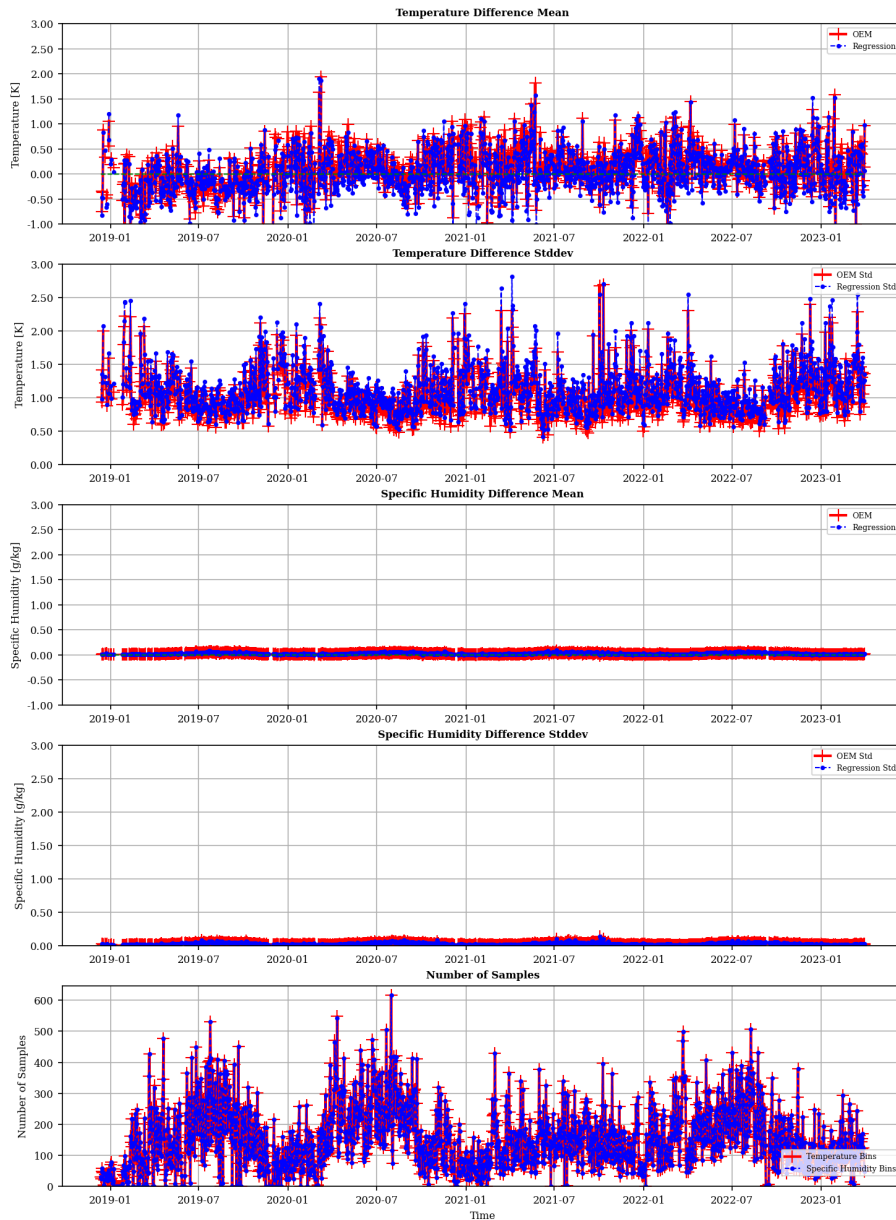 Temperature Difference Mean
3.00
2.50
2.00
1.50
1.00
0.50
0.00
-0.50
-1.00
Temperature [K]
OEM
Regression
2019-01 2019-07 2020-01 2020-07 2021-01 2021-07 2022-01 2022-07 2023-01
Temperature Difference Stddev
3.00
2.50
2.00
1.50
1.00
0.50
0.00
Temperature [K]
OEM Std
Regression Std
2019-01 2019-07 2020-01 2020-07 2021-01 2021-07 2022-01 2022-07 2023-01
Specific Humidity Difference Mean
3.00
2.50
2.00
1.50
1.00
0.50
0.00
-0.50
-1.00
Specific Humidity [g/kg]
OEM
Regression
2019-01 2019-07 2020-01 2020-07 2021-01 2021-07 2022-01 2022-07 2023-01
Specific Humidity Difference Stddev
3.00
2.50
2.00
1.50
1.00
0.50
0.00
Specific Humidity [g/kg]
OEM Std
Regression Std
2019-01 2019-07 2020-01 2020-07 2021-01 2021-07 2022-01 2022-07 2023-01
Number of Samples
600
500
400
300
200
100
0
Number of Samples
Temperature Bins
Specific Humidity Bins
2019-01 2019-07 2020-01 2020-07 2021-01 2021-07 2022-01 2022-07 2023-01
Time